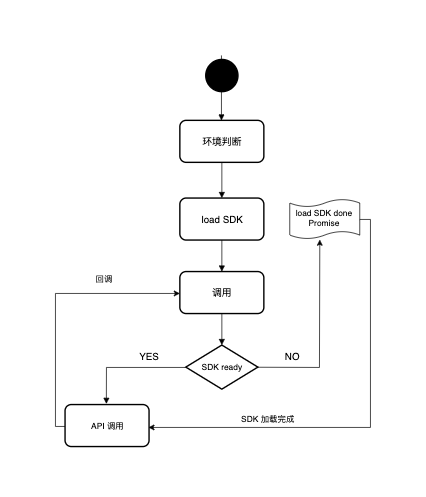 环境判断
load SDK
load SDK done
Promise
回调
调用
YES
SDK ready
NO
API 调用
SDK 加载完成